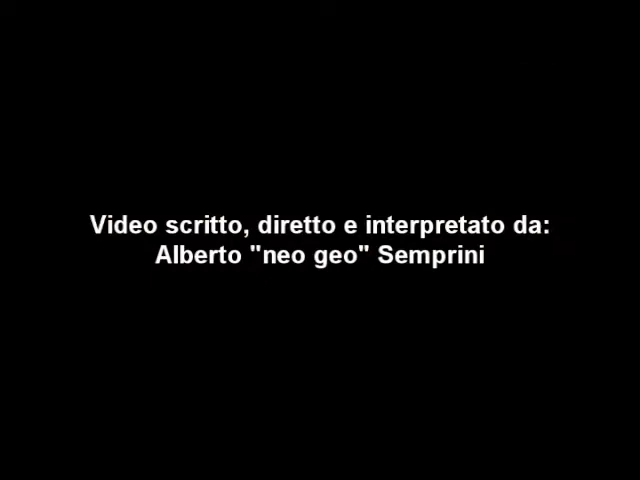 Video scritto, diretto e interpretato da:
Alberto "neo geo" Semprini